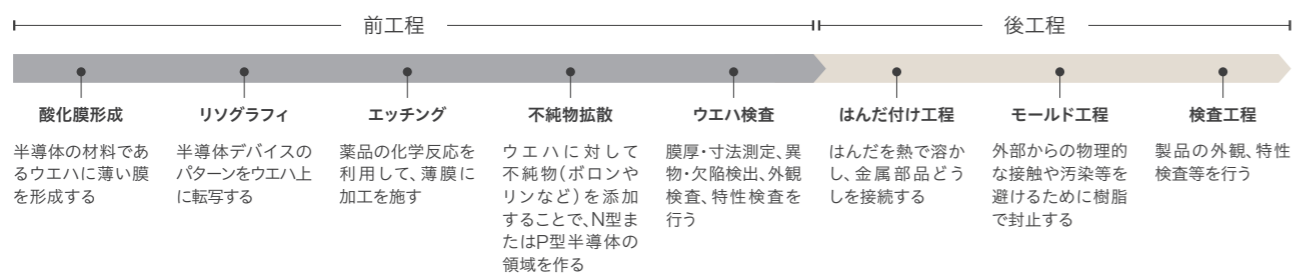 前工程
後工程
酸化膜形成
半導体の材料であ
るウエハに薄い膜
を形成する
リソグラフィ
半導体デバイスの
パターンをウエハ上
に転写する
エッチング
薬品の化学反応を
利用して、薄膜に
加工を施す
不純物拡散
ウエハに対して
不純物(ボロンや
リンなど)を添加
することで、N型ま
たはP型半導体の
領域を作る
ウエハ検査
膜厚・寸法測定、異
物・欠陥検出、外観
検査、特性検査を
行う
はんだ付け工程
はんだを熱で溶か
し、金属部品どう
しを接続する
モールド工程
外部からの物理的
な接触や汚染等を
避けるために樹脂
で封止する
検査工程
製品の外観、特性
検査等を行う